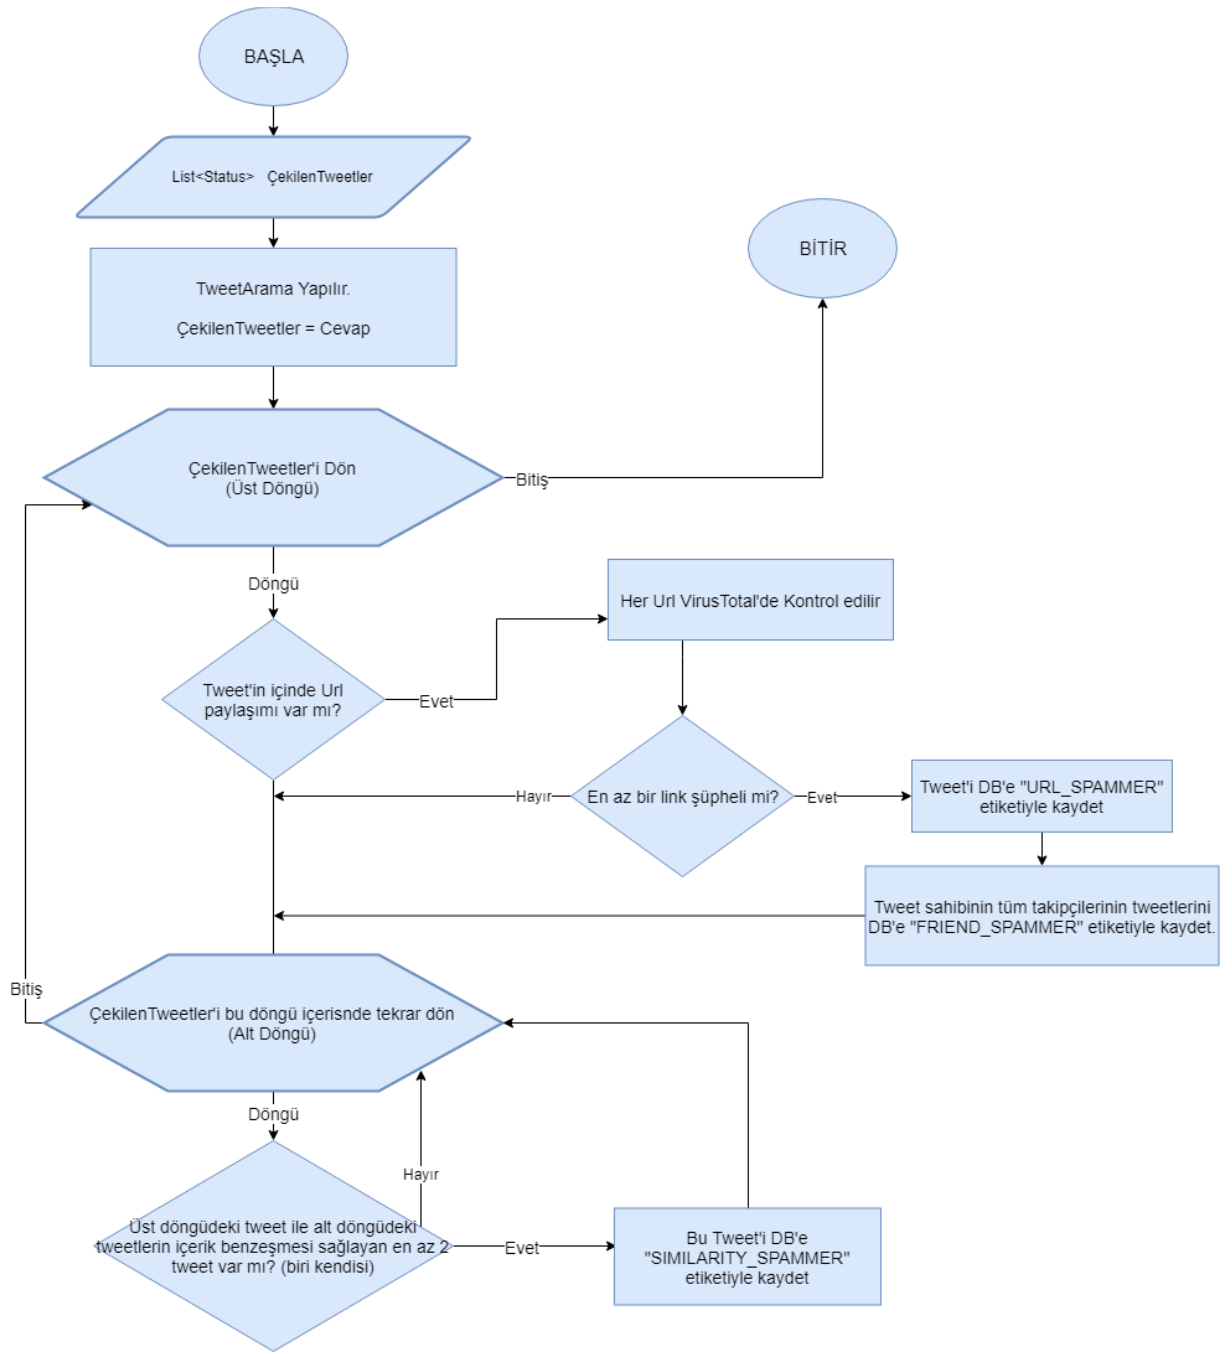 BAŞLA
List<Status> ÇekilenTweetler
TweetArama Yapılır.
ÇekilenTweetler = Cevap
BİTİR
ÇekilenTweetler'i Dön
(Üst Döngü)
Bitiş
Döngü
Her Url VirusTotal'de Kontrol edilir
Tweet'in içinde Url
paylaşımı var mı?
Evet
En az bir link şüpheli mi?
Hayır
Evet
Tweet'i DB'e "URL_SPAMMER"
etiketiyle kaydet
Tweet sahibinin tüm takipçilerinin tweetlerini
DB'e "FRIEND_SPAMMER" etiketiyle kaydet.
Bitiş
ÇekilenTweetler'i bu döngü içerisnde tekrar dön
(Alt Döngü)
Döngü
Hayır
Üst döngüdeki tweet ile alt döngüdeki
tweetlerin içerik benzeşmesi sağlayan en az 2
tweet var mı? (biri kendisi)
Evet
Bu Tweet'i DB'e
"SIMILARITY_SPAMMER"
etiketiyle kaydet